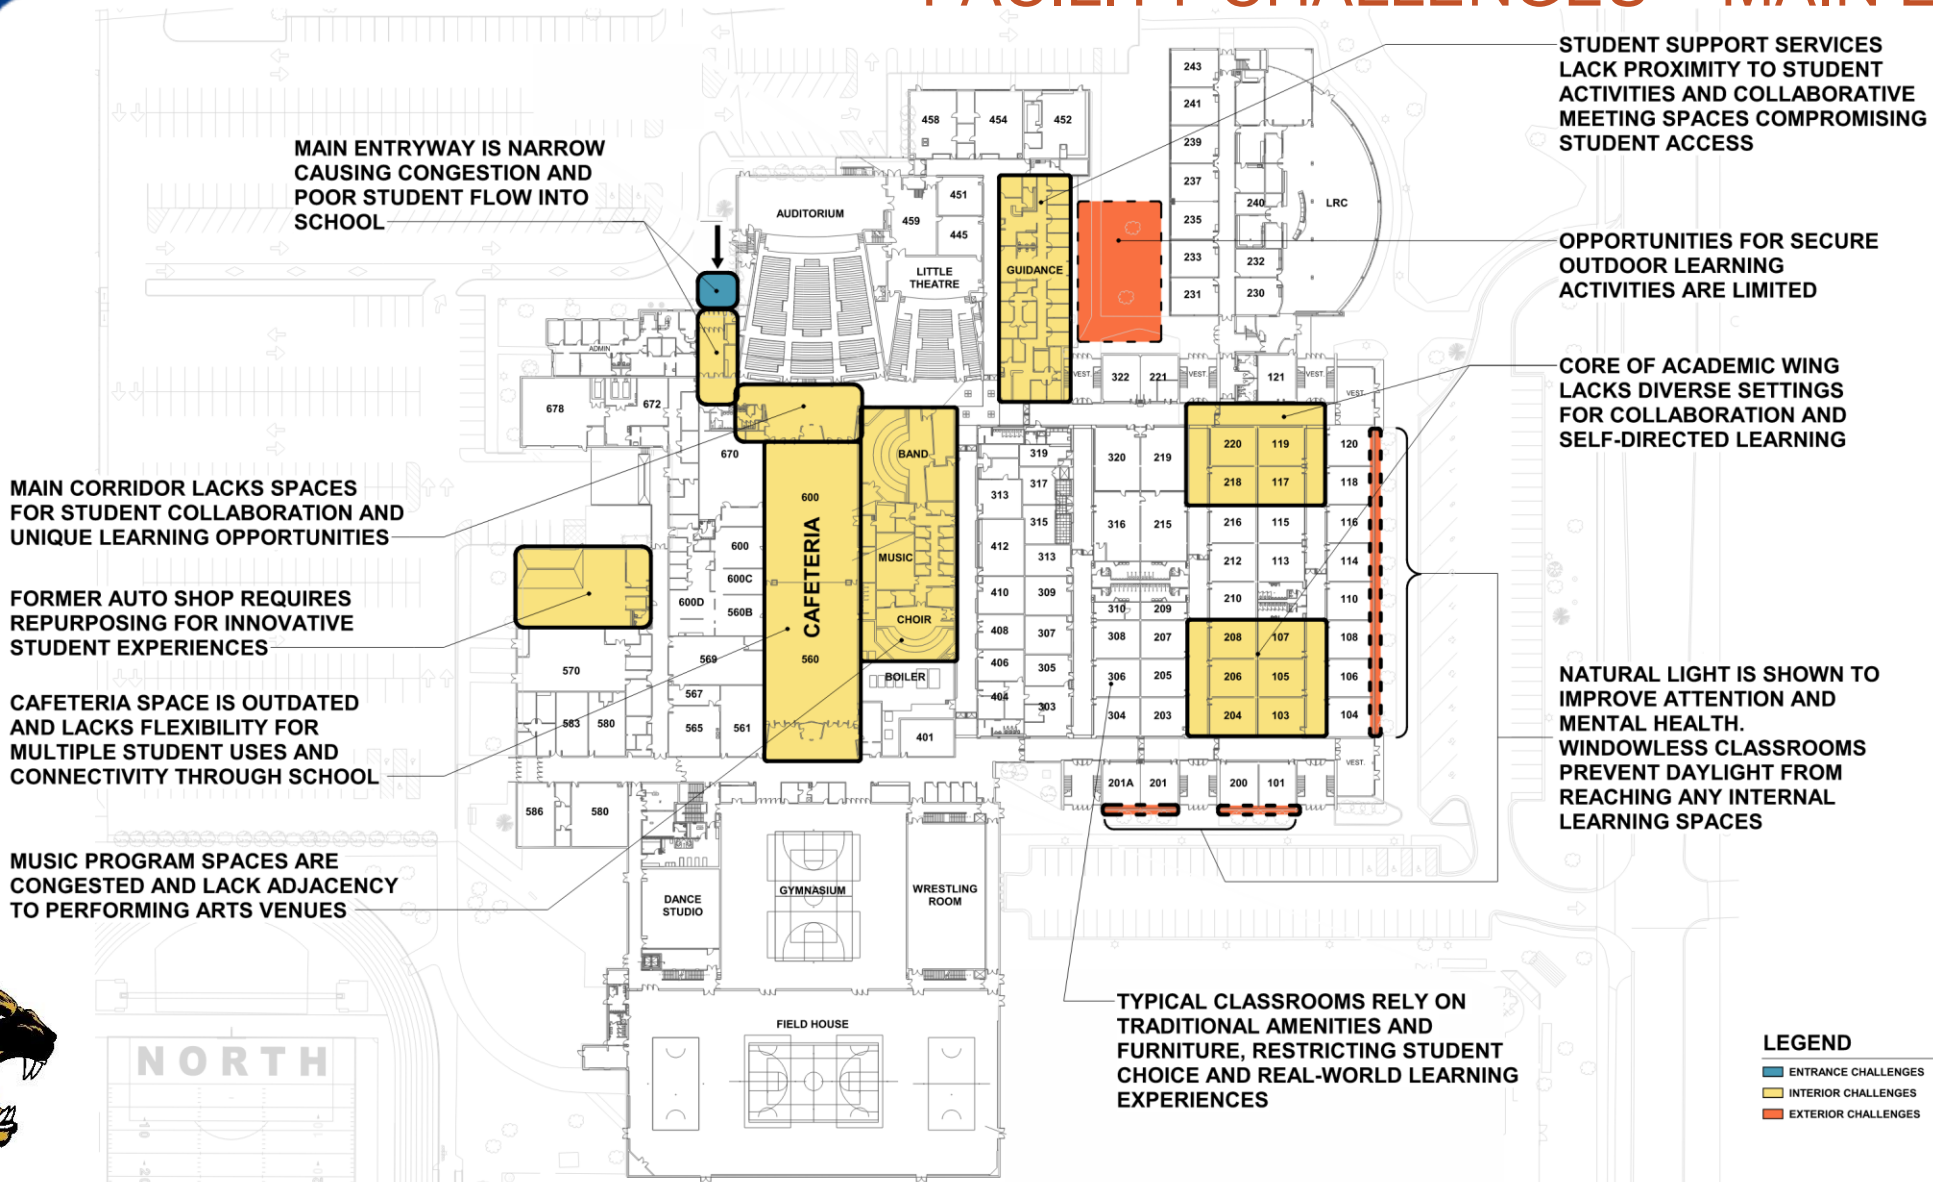 FACILITY CHALLENGES - MAIN
STUDENT SUPPORT SERVICES
LACK PROXIMITY TO STUDENT
ACTIVITIES AND COLLABORATIVE
MEETING SPACES COMPROMISING
STUDENT ACCESS
MAIN ENTRYWAY IS NARROW
CAUSING CONGESTION AND
POOR STUDENT FLOW INTO
SCHOOL
OPPORTUNITIES FOR SECURE
OUTDOOR LEARNING
ACTIVITIES ARE LIMITED
CORE OF ACADEMIC WING
LACKS DIVERSE SETTINGS
FOR COLLABORATION AND
SELF-DIRECTED LEARNING
MAIN CORRIDOR LACKS SPACES
FOR STUDENT COLLABORATION AND
UNIQUE LEARNING OPPORTUNITIES
FORMER AUTO SHOP REQUIRES
REPURPOSING FOR INNOVATIVE
STUDENT EXPERIENCES
CAFETERIA SPACE IS OUTDATED
AND LACKS FLEXIBILITY FOR
MULTIPLE STUDENT USES AND
CONNECTIVITY THROUGH SCHOOL
MUSIC PROGRAM SPACES ARE
CONGESTED AND LACK ADJACENCY
TO PERFORMING ARTS VENUES
NATURAL LIGHT IS SHOWN TO
IMPROVE ATTENTION AND
MENTAL HEALTH.
WINDOWLESS CLASSROOMS
PREVENT DAYLIGHT FROM
REACHING ANY INTERNAL
LEARNING SPACES
TYPICAL CLASSROOMS RELY ON
TRADITIONAL AMENITIES AND
FURNITURE, RESTRICTING STUDENT
CHOICE AND REAL-WORLD LEARNING
EXPERIENCES
LEGEND
ENTRANCE CHALLENGES
INTERIOR CHALLENGES
EXTERIOR CHALLENGES
243
241
239
237
235
233
231
240
232
230
LRC
458
454
452
451
459
445
AUDITORIUM
LITTLE
THEATRE
GUIDANCE
ADMIN
678
672
670
VEST.
322
221
VEST.
121
VEST.
VEST.
BAND
MUSIC
CHOIR
BOILER
600
CAFETERIA
560
600
600C
600D
560B
569
567
565
561
570
583
580
586
580
401
319
317
313
315
412
313
410
309
408
307
406
305
404
303
320
219
316
215
310
209
308
207
306
205
304
203
220
119
218
117
216
115
212
113
210
208
107
206
105
204
103
120
118
116
114
110
108
106
104
VEST.
201A
201
200
101
DANCE
STUDIO
GYMNASIUM
WRESTLING
ROOM
FIELD HOUSE
NORTH